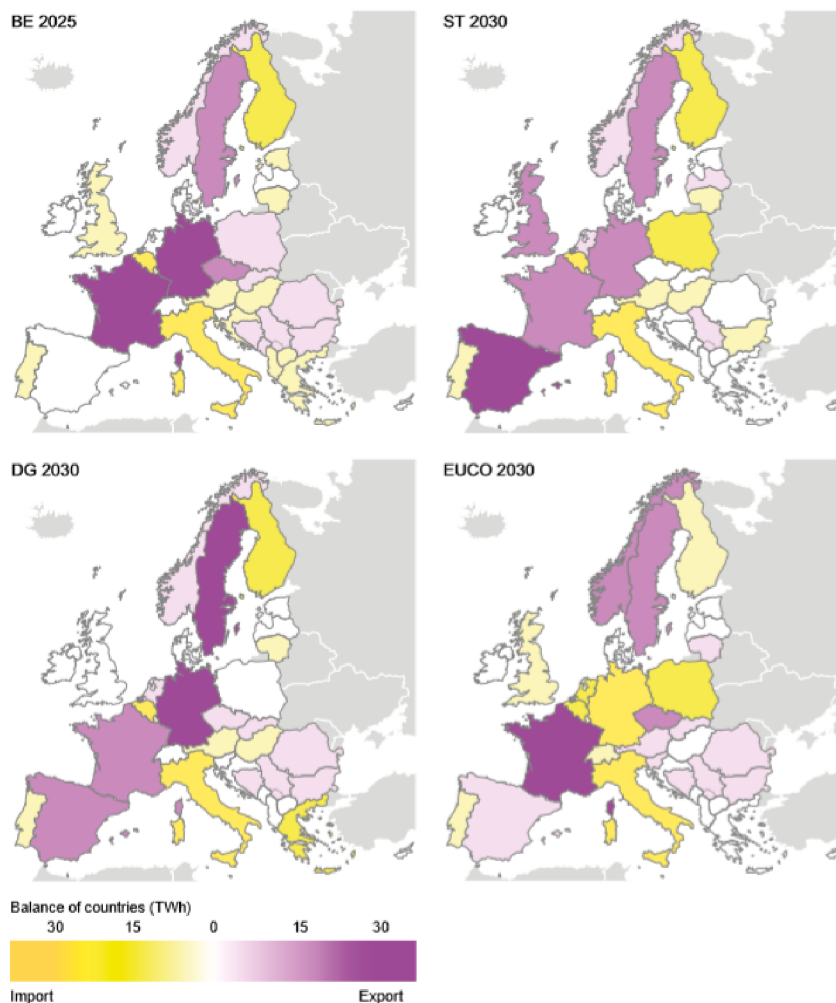 BE 2025
ST 2030
DG 2030
EUCO 2030
Balance of countries (TWh)
30 15 0 15 30
Import Export